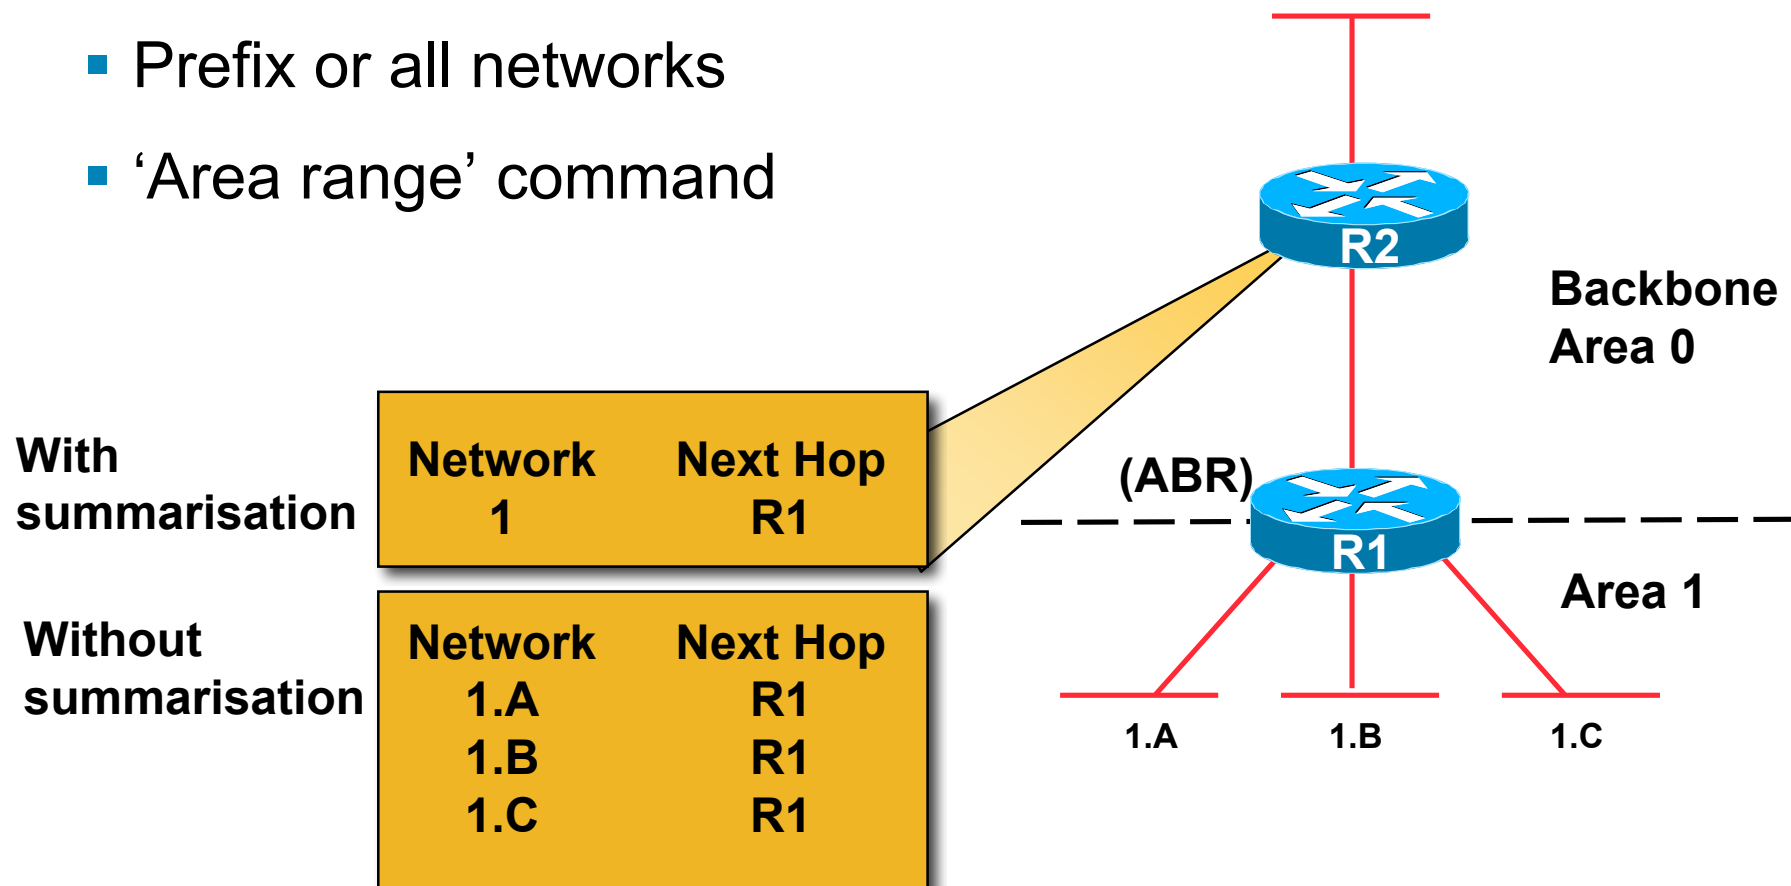 Prefix or all networks
‘Area range’ command
R2
Backbone
Area 0
With
summarisation
Network Next Hop
1 R1
(ABR)
R1
Area 1
Without
summarisation
Network Next Hop
1.A R1
1.B R1
1.C R1
1.A 1.B 1.C